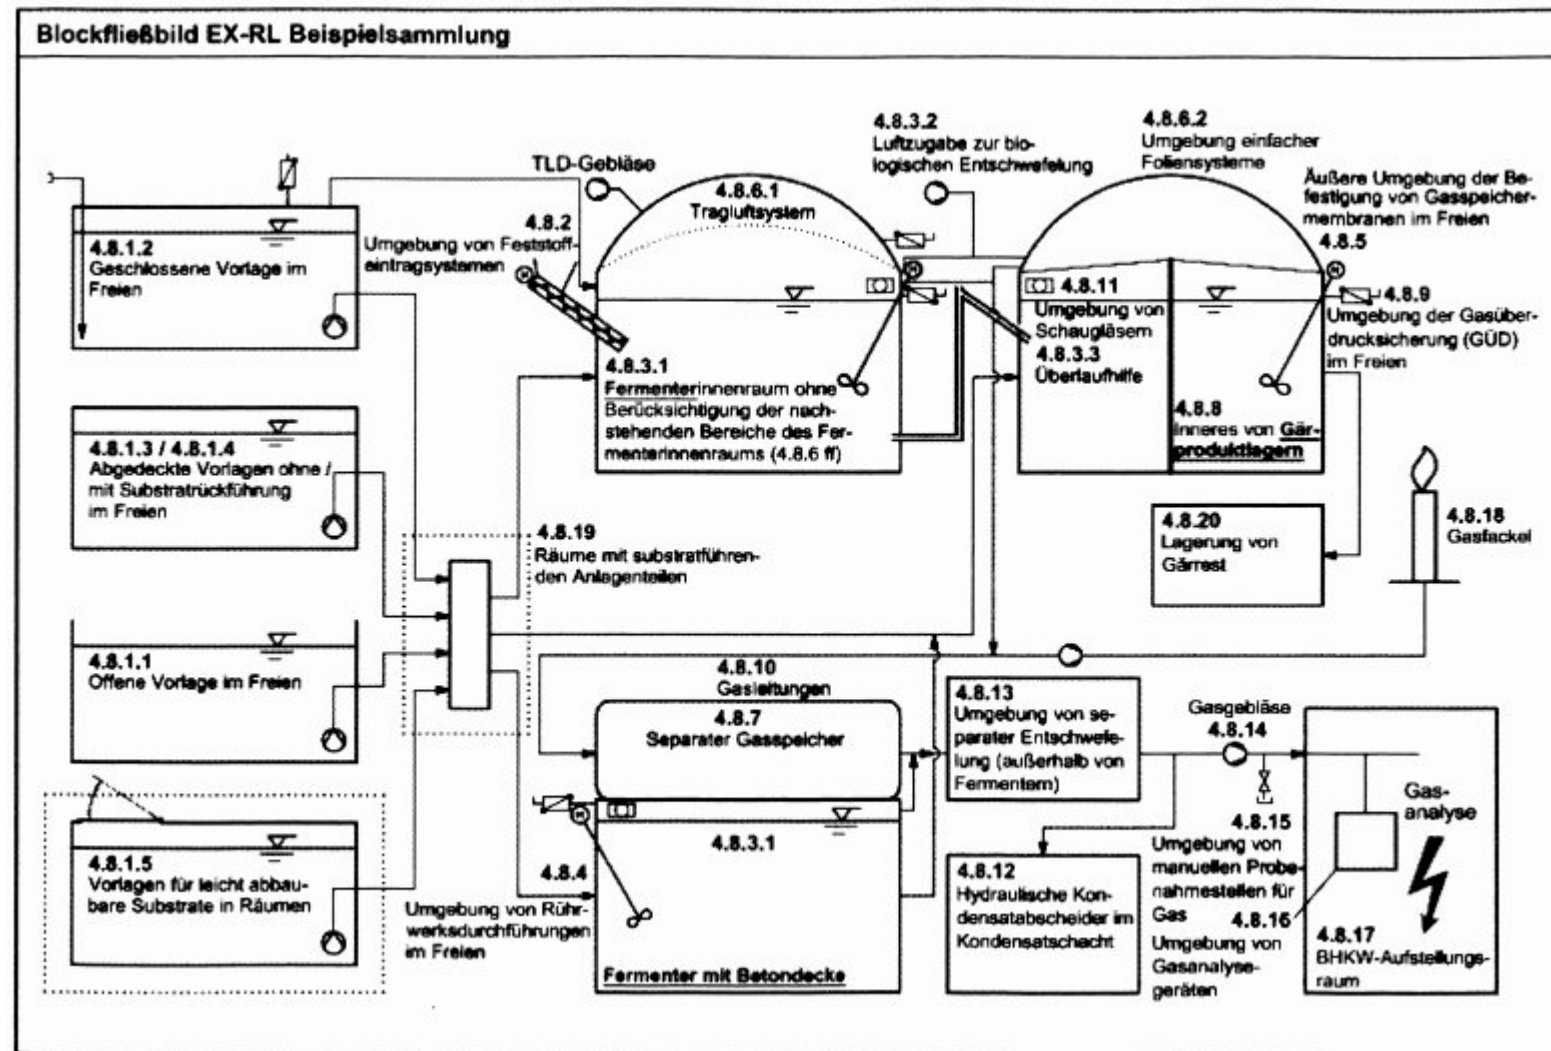 Blockfließbild EX-RL Beispielsammlung
4.8.3.2
Luftzugabe zur bio-
logischen Entschwefelung
4.8.6.2
Umgebung einfacher
Foliensysteme
TLD-Gebläse
4.8.6.1
Tragluftsystem
Äußere Umgebung der Be-
festigung von Gasspeicher-
membranen im Freien
4.8.5
4.8.2
Umgebung von Feststoff-
eintragsystemen
4.8.1.2
Geschlossene Vorlage im
Freien
M
M
M
4.8.11
Umgebung von
Schaugläsern
4.8.3.3
Überlaufhilfe
4.8.9
Umgebung der Gasüber-
drucksicherung (GÜD)
im Freien
4.8.3.1
Fermenterinnenraum ohne
Berücksichtigung der nach-
stehenden Bereiche des Fer-
menterinnenraums (4.8.6 ff)
4.8.8
Inneres von Gär-
produktlagern
4.8.1.3 / 4.8.1.4
Abgedeckte Vorlagen ohne /
mit Substratrückführung
im Freien
4.8.19
Räume mit substratführen-
den Anlagenteilen
4.8.20
Lagerung von
Gärrest
4.8.18
Gasfackel
4.8.1.1
Offene Vorlage im Freien
4.8.10
Gasleitungen
4.8.7
Separater Gasspeicher
4.8.13
Umgebung von se-
parater Entschwefe-
lung (außerhalb von
Fermentern)
Gasgebläse
4.8.14
Gas-
analyse
M
4.8.3.1
4.8.15
Umgebung von
manuellen Probe-
nahmestellen für
Gas
4.8.1.5
Vorlagen für leicht abbau-
bare Substrate in Räumen
4.8.4
Umgebung von Rühr-
werksdurchführungen
im Freien
4.8.12
Hydraulische Kon-
densatabscheider im
Kondensatschacht
4.8.16
Umgebung von
Gasanalyse-
geräten
4.8.17
BHKW-Aufstellungs-
raum
Fermenter mit Betondecke